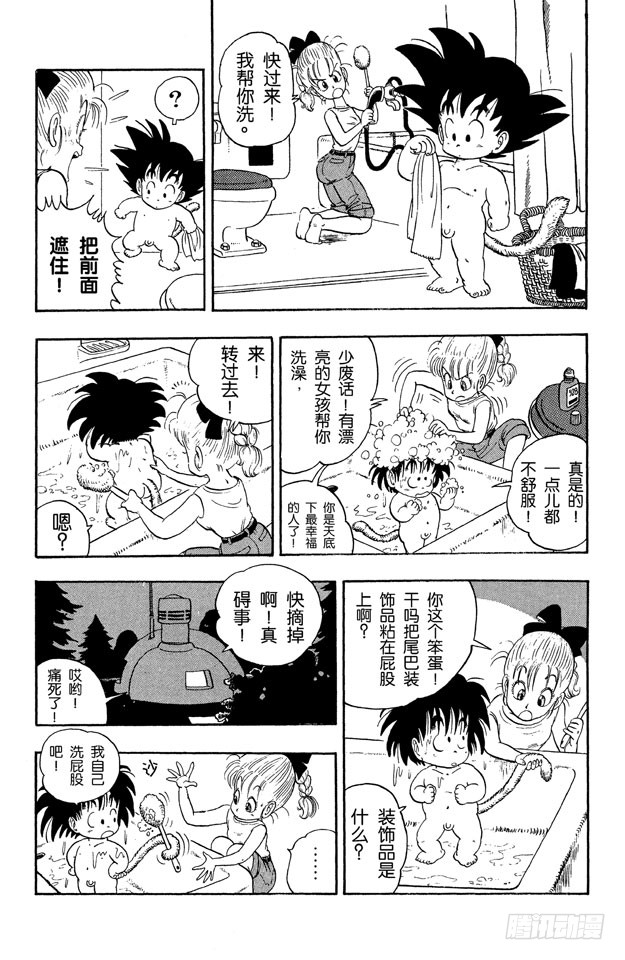 快过来！
我帮你洗。
？
把前面
遮住！
少废话！有漂
亮的女孩帮你
洗澡，
你是天底
下最幸福
的人了！
真是的！
一点儿都
不舒服！
来！
转过去！
嗯？
你这个笨蛋！
干吗把尾巴装
饰品粘在屁股
上啊？
装饰品是
什么？
快摘掉
啊！真
碍事！
哎哟！
痛死了！
……
沙
我自己
洗屁股
吧！
腾讯动漫